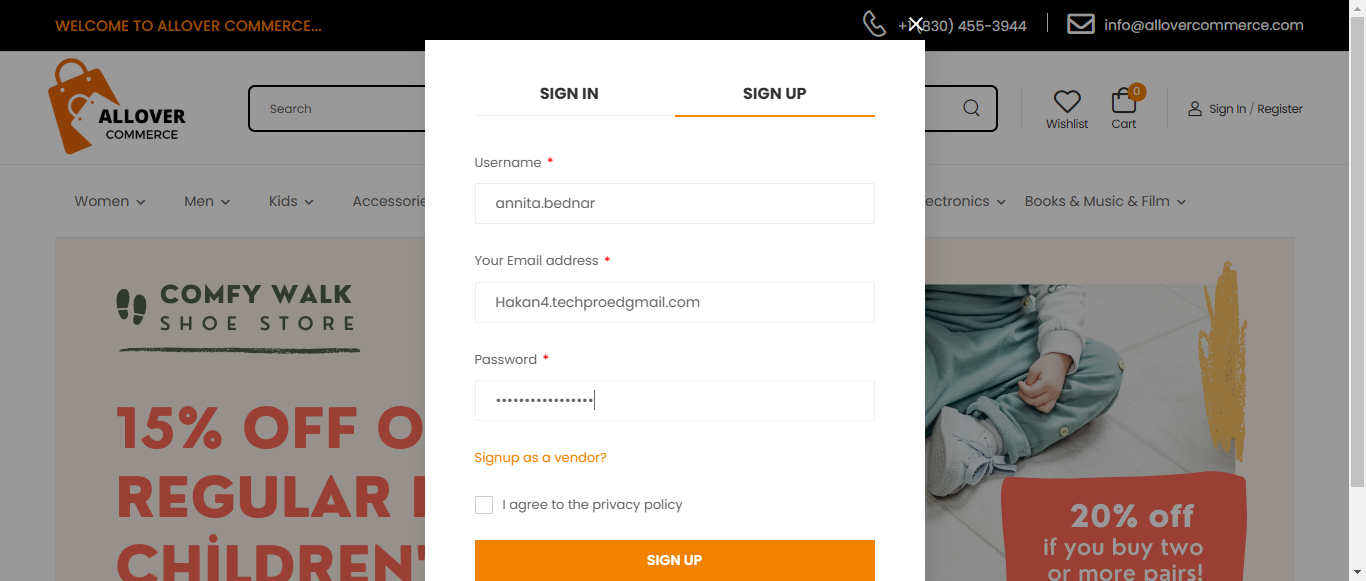 WELCOME TO ALLOVER COMMERCE...
(830) 455-3944
info@allovercommerce.com
ALLOVER
COMMERCE
Search
0
Wishlist
Cart
Sign In / Register
Women
Men
Kids
Books & Music & Film
SIGN IN
SIGN UP
Username *
annita.bednar
Your Email address *
Hakan4.techproedgmail.com
Password *
•••••••••••••••••
Signup as a vendor?
I agree to the privacy policy
SIGN UP
COMFY WALK
SHOE STORE
15% OFF O
REGULAR
CHİLDREN'
20% off
if you buy two
or more pairs!